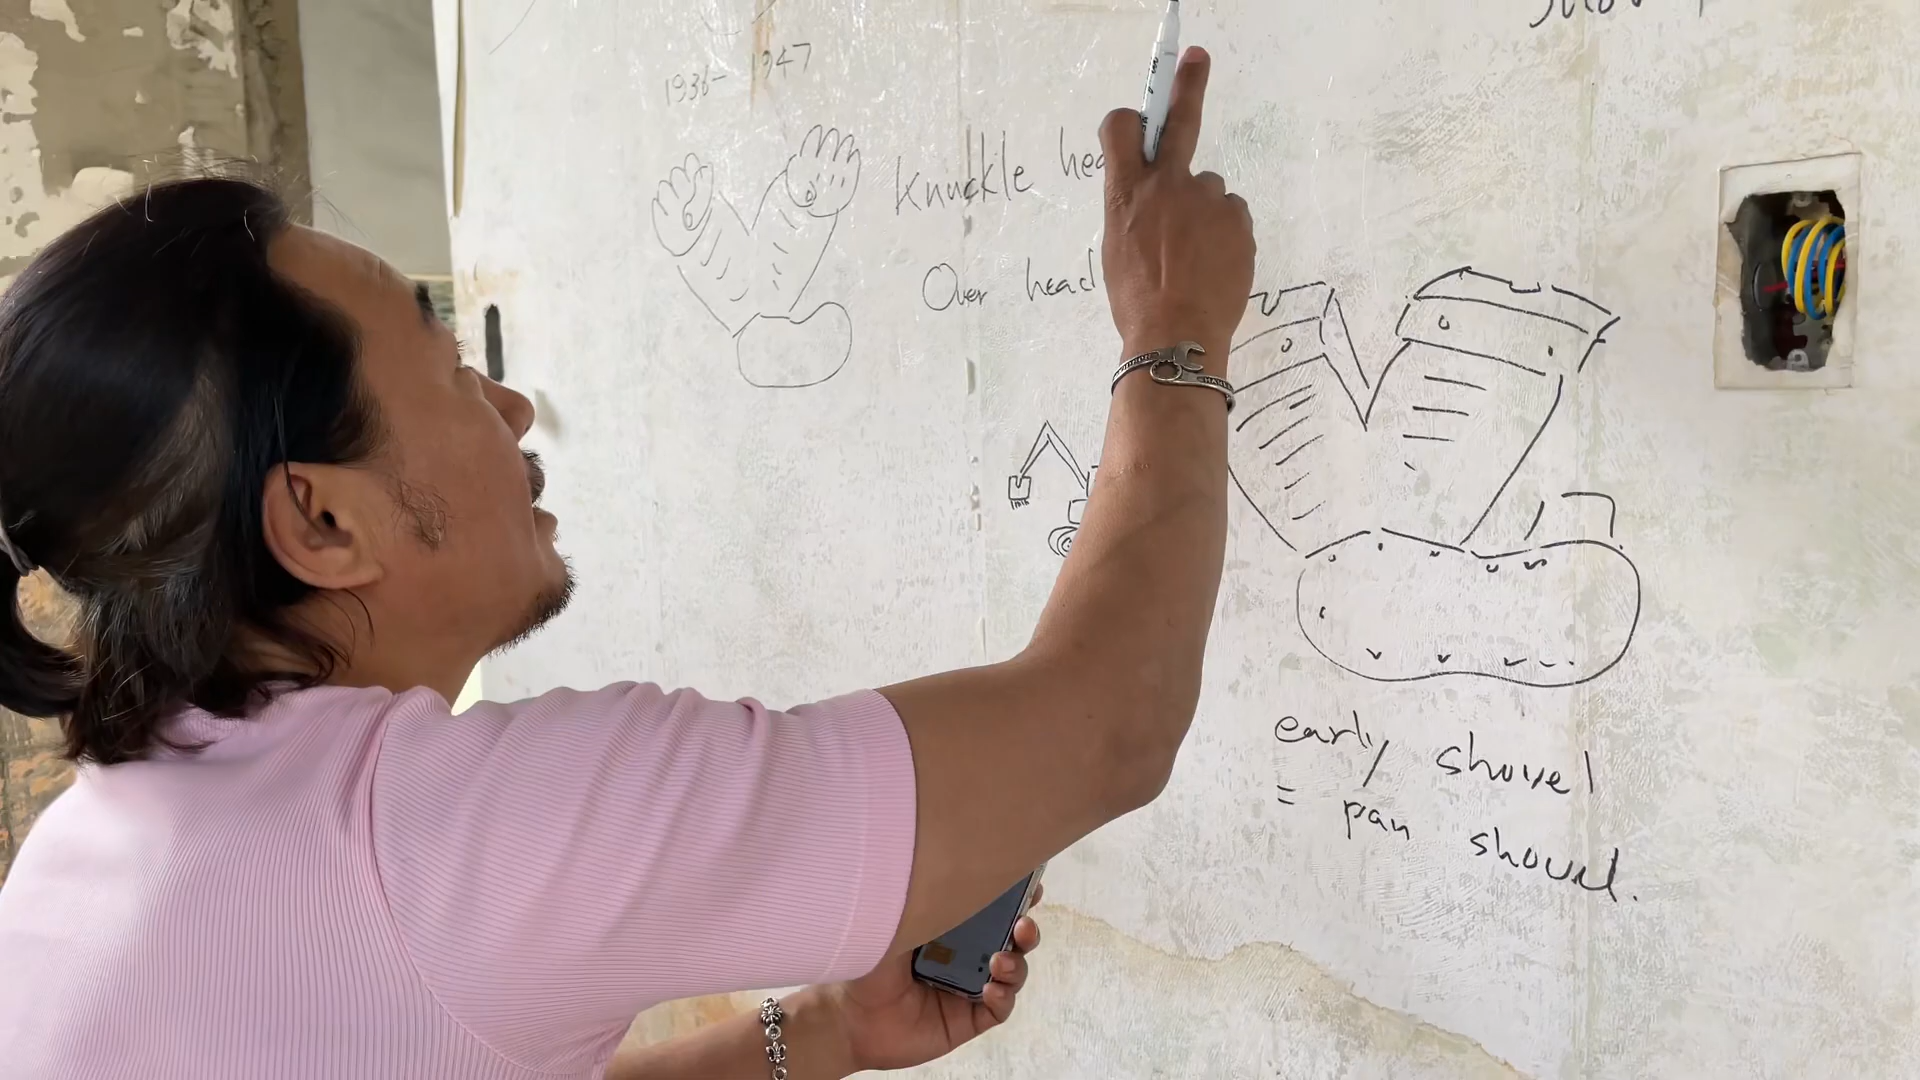 1936- 1947
Knuckle hea
Over head
early shovel
= pan shovel.